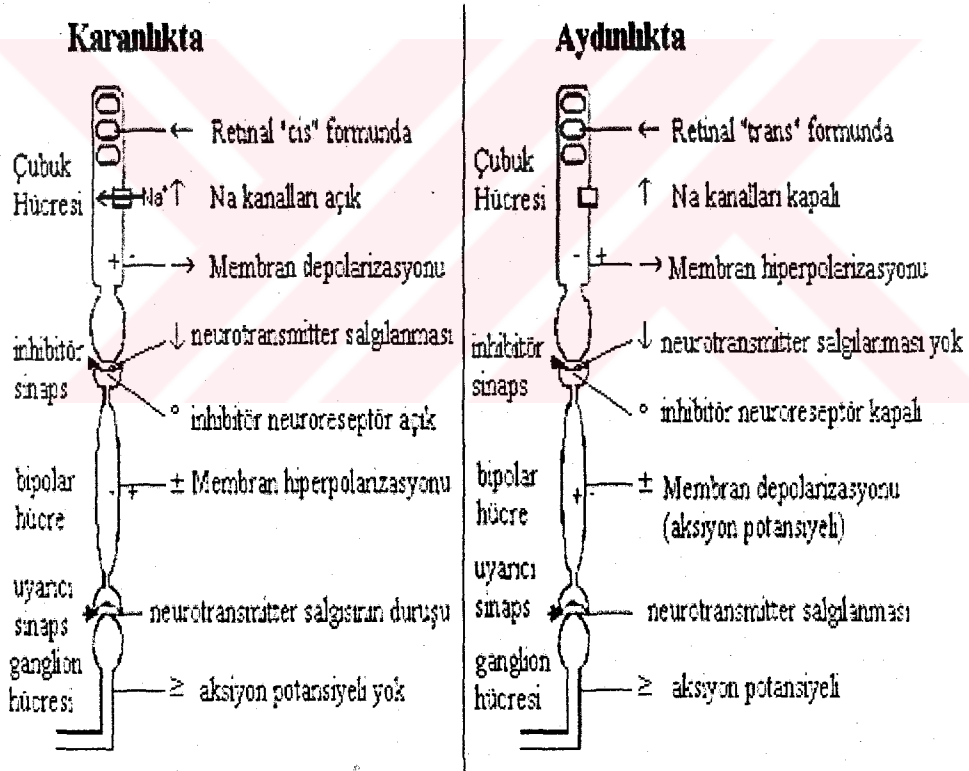 Karanlıkta
← Retinal "cis" formunda
Çubuk
Hücresi
Na⁺ ↑ Na kanalları açık
+ - → Membran depolarizasyonu
↓ neurotransmitter salgılanması
inhibitör
sinaps
° inhibitör neuroreseptör açık
bipolar
hücre
- + ± Membran hiperpolarizasyonu
uyarıcı
sinaps
neurotransmitter salgısının duruşu
ganglion
hücresi
≥ aksiyon potansiyeli yok
Aydınlıkta
← Retinal "trans" formunda
Çubuk
Hücresi
↑ Na kanalları kapalı
- + → Membran hiperpolarizasyonu
↓ neurotransmitter salgılanması yok
inhibitör
sinaps
° inhibitör neuroreseptör kapalı
bipolar
hücre
+ - ± Membran depolarizasyonu
(aksiyon potansiyeli)
uyarıcı
sinaps
neurotransmitter salgılanması
ganglion
hücresi
≥ aksiyon potansiyeli